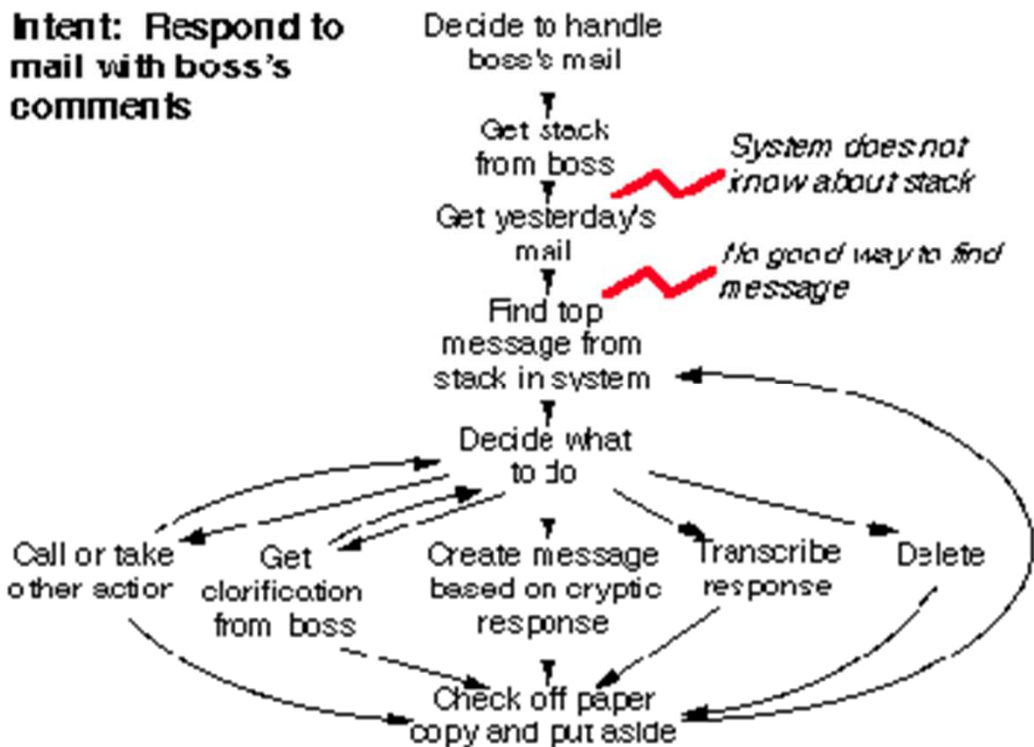 Intent: Respond to
mail with boss's
comments
Decide to handle
boss's mail
Get stack
from boss
System does not
know about stack
Get yesterday's
mail
No good way to find
message
Find top
message from
stack in system
Decide what
to do
Call or take
other action
Get
clorification
from boss
Create message
based on cryptic
response
Transcribe
response
Delete
Check off paper
copy and put aside